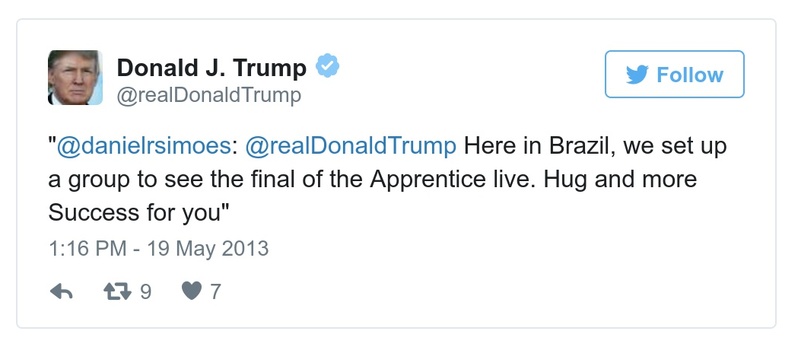 Donald J. Trump
@realDonaldTrump
Follow
"@danielrsimoes: @realDonaldTrump Here in Brazil, we set up
a group to see the final of the Apprentice live. Hug and more
Success for you"
1:16 PM - 19 May 2013
9 7